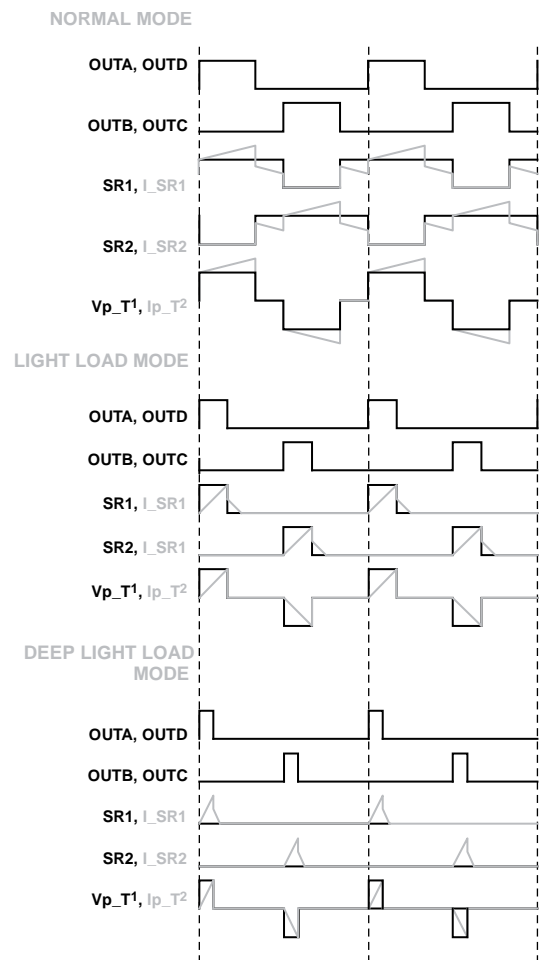 NORMAL MODE
OUTA, OUTD
OUTB, OUTC
SR1, I_SR1
SR2, I_SR2
Vp_T1, Ip_T2
LIGHT LOAD MODE
OUTA, OUTD
OUTB, OUTC
SR1, I_SR1
SR2, I_SR1
Vp_T1, Ip_T2
DEEP LIGHT LOAD
MODE
OUTA, OUTD
OUTB, OUTC
SR1, I_SR1
SR2, I_SR2
Vp_T1, Ip_T2